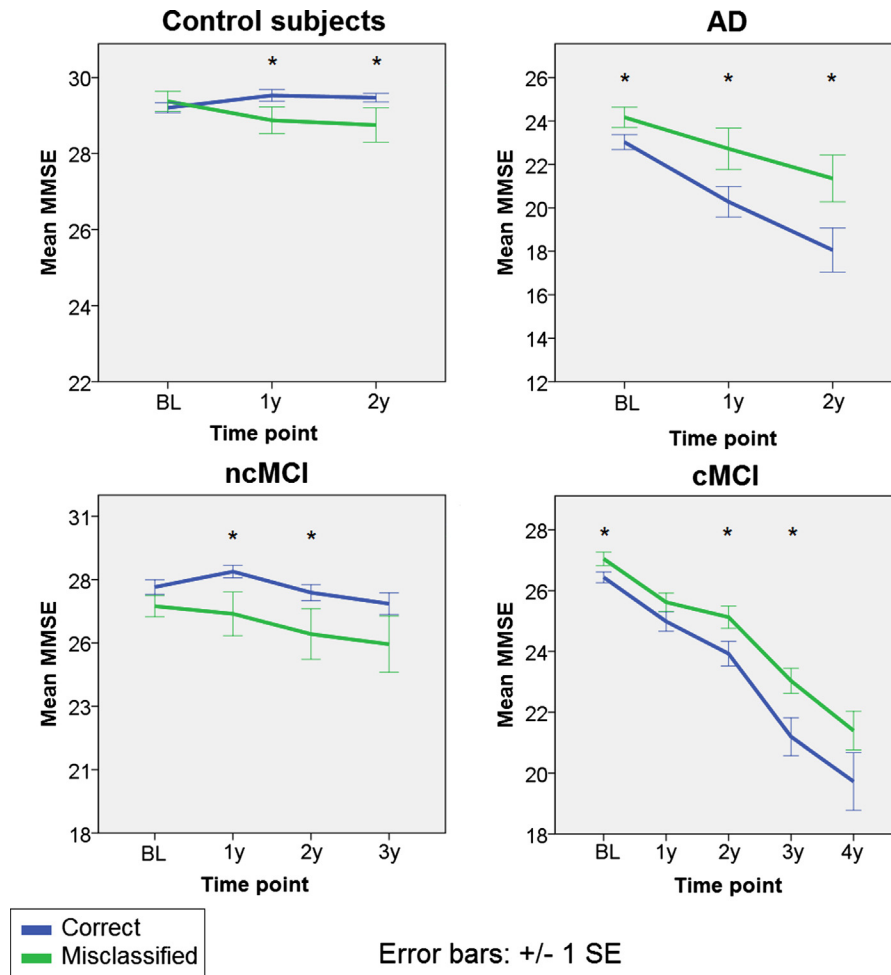 Control subjects
* *
30
28
26
24
22
Mean MMSE
BL 1y 2y
Time point
AD
* * *
26
24
22
20
18
16
14
12
Mean MMSE
BL 1y 2y
Time point
ncMCI
* *
31
28
26
23
21
18
Mean MMSE
BL 1y 2y 3y
Time point
cMCI
* * *
28
26
24
22
20
18
Mean MMSE
BL 1y 2y 3y 4y
Time point
Correct
Misclassified
Error bars: +/- 1 SE